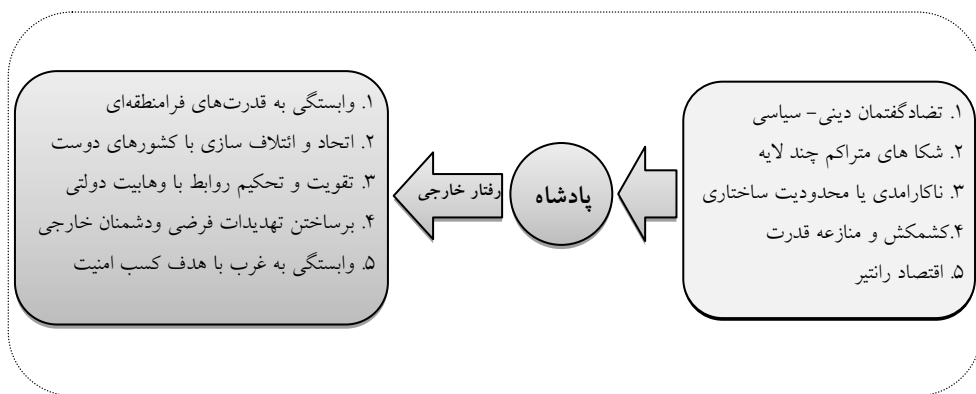 ۱. تضادگفتمان دینی- سیاسی
۲. شکا های متراکم چند لایه
۳. ناکارامدی یا محدودیت ساختاری
۴.کشمکش و منازعه قدرت
۵. اقتصاد رانتیر
پادشاه
رفتار خارجی
۱. وابستگی به قدرت‌های فرامنطقه‌ای
۲. اتحاد و ائتلاف سازی با کشورهای دوست
۳. تقویت و تحکیم روابط با وهابیت دولتی
۴. برساختن تهدیدات فرضی ودشمنان خارجی
۵. وابستگی به غرب با هدف کسب امنیت